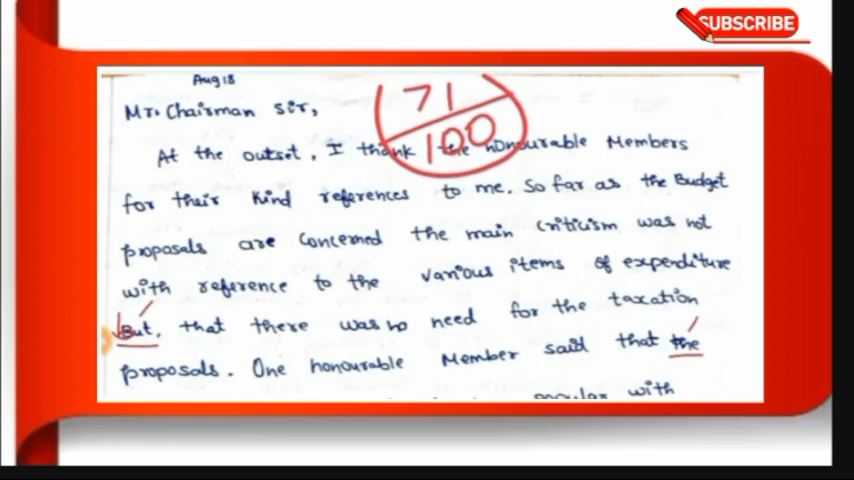 SUBSCRIBE
Aug 18
71
100
Mr. Chairman Sir,
At the outset, I thank the honourable Members
for their kind references to me. So far as the Budget
proposals are concerned the main criticism was not
with reference to the various items of expenditure
But, that there was no need for the taxation
proposals. One honourable Member said that the
popular with